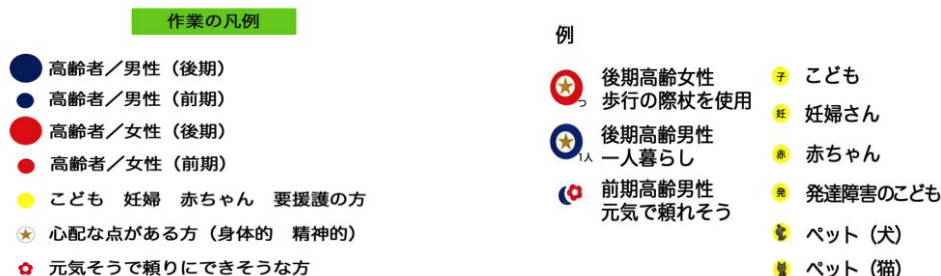 作業の凡例
高齢者／男性（後期）
高齢者／男性（前期）
高齢者／女性（後期）
高齢者／女性（前期）
こども　妊婦　赤ちゃん　要援護の方
心配な点がある方（身体的　精神的）
元気そうで頼りにできそうな方
例
つ
後期高齢女性
歩行の際杖を使用
1人
後期高齢男性
一人暮らし
前期高齢男性
元気で頼れそう
子 こども
妊 妊婦さん
赤 赤ちゃん
発 発達障害のこども
ペット（犬）
ペット（猫）